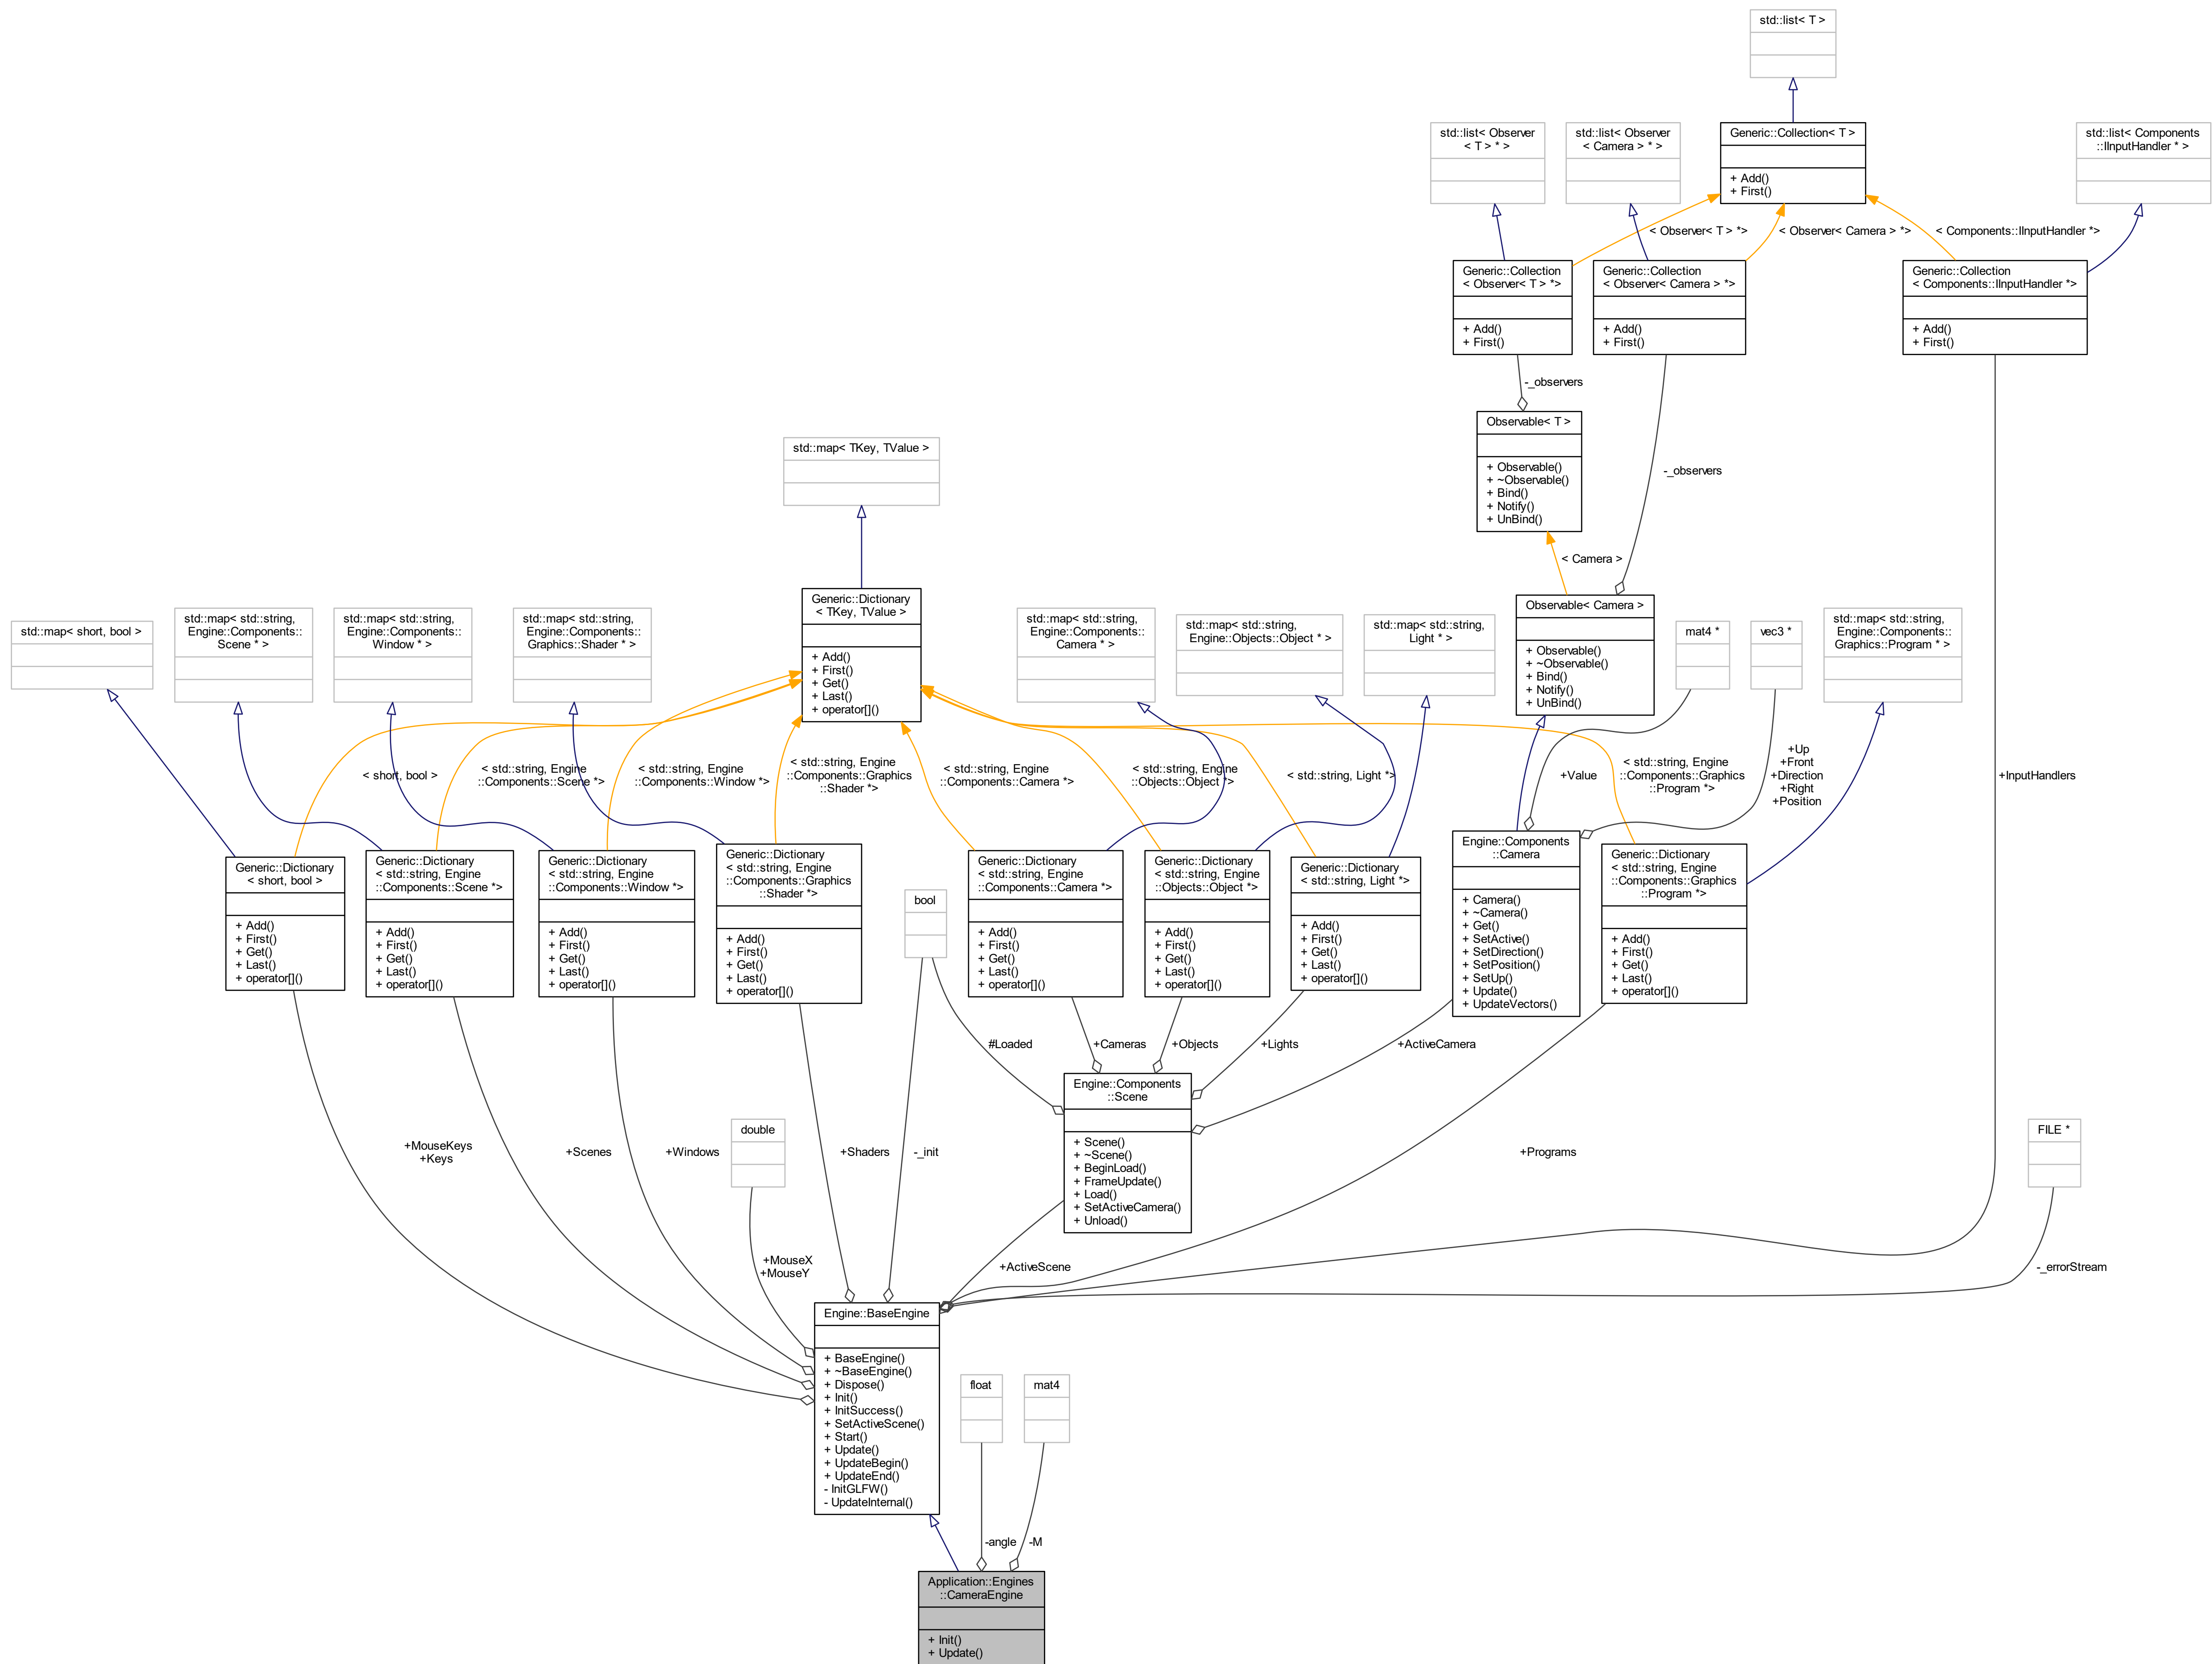 std::list< T >
Generic::Collection< T >
+ Add()
+ First()
std::list< Observer
< T > * >
std::list< Observer
< Camera > * >
std::list< Components
::IInputHandler * >
< Observer< T > *>
< Observer< Camera > *>
< Components::IInputHandler *>
Generic::Collection
< Observer< T > *>
+ Add()
+ First()
Generic::Collection
< Observer< Camera > *>
+ Add()
+ First()
Generic::Collection
< Components::IInputHandler *>
+ Add()
+ First()
-_observers
Observable< T >
+ Observable()
+ ~Observable()
+ Bind()
+ Notify()
+ UnBind()
-_observers
std::map< TKey, TValue >
< Camera >
Generic::Dictionary
< TKey, TValue >
+ Add()
+ First()
+ Get()
+ Last()
+ operator[]()
Observable< Camera >
+ Observable()
+ ~Observable()
+ Bind()
+ Notify()
+ UnBind()
std::map< short, bool >
std::map< std::string,
Engine::Components::
Scene * >
std::map< std::string,
Engine::Components::
Window * >
std::map< std::string,
Engine::Components::
Graphics::Shader * >
std::map< std::string,
Engine::Components::
Camera * >
std::map< std::string,
Engine::Objects::Object * >
std::map< std::string,
Light * >
mat4 *
vec3 *
std::map< std::string,
Engine::Components::
Graphics::Program * >
< short, bool >
< std::string, Engine
::Components::Scene *>
< std::string, Engine
::Components::Window *>
< std::string, Engine
::Components::Graphics
::Shader *>
< std::string, Engine
::Components::Camera *>
< std::string, Engine
::Objects::Object *>
< std::string, Light *>
+Value
< std::string, Engine
::Components::Graphics
::Program *>
+Up
+Front
+Direction
+Right
+Position
+InputHandlers
Generic::Dictionary
< short, bool >
+ Add()
+ First()
+ Get()
+ Last()
+ operator[]()
Generic::Dictionary
< std::string, Engine
::Components::Scene *>
+ Add()
+ First()
+ Get()
+ Last()
+ operator[]()
Generic::Dictionary
< std::string, Engine
::Components::Window *>
+ Add()
+ First()
+ Get()
+ Last()
+ operator[]()
Generic::Dictionary
< std::string, Engine
::Components::Graphics
::Shader *>
+ Add()
+ First()
+ Get()
+ Last()
+ operator[]()
bool
Generic::Dictionary
< std::string, Engine
::Components::Camera *>
+ Add()
+ First()
+ Get()
+ Last()
+ operator[]()
Generic::Dictionary
< std::string, Engine
::Objects::Object *>
+ Add()
+ First()
+ Get()
+ Last()
+ operator[]()
Generic::Dictionary
< std::string, Light *>
+ Add()
+ First()
+ Get()
+ Last()
+ operator[]()
Engine::Components
::Camera
+ Camera()
+ ~Camera()
+ Get()
+ SetActive()
+ SetDirection()
+ SetPosition()
+ SetUp()
+ Update()
+ UpdateVectors()
Generic::Dictionary
< std::string, Engine
::Components::Graphics
::Program *>
+ Add()
+ First()
+ Get()
+ Last()
+ operator[]()
#Loaded
+Cameras
+Objects
+Lights
+ActiveCamera
Engine::Components
::Scene
+ Scene()
+ ~Scene()
+ BeginLoad()
+ FrameUpdate()
+ Load()
+ SetActiveCamera()
+ Unload()
double
FILE *
+MouseKeys
+Keys
+Scenes
+Windows
+Shaders
-_init
+Programs
+MouseX
+MouseY
+ActiveScene
-_errorStream
Engine::BaseEngine
+ BaseEngine()
+ ~BaseEngine()
+ Dispose()
+ Init()
+ InitSuccess()
+ SetActiveScene()
+ Start()
+ Update()
+ UpdateBegin()
+ UpdateEnd()
- InitGLFW()
- UpdateInternal()
float
mat4
-angle
-M
Application::Engines
::CameraEngine
+ Init()
+ Update()